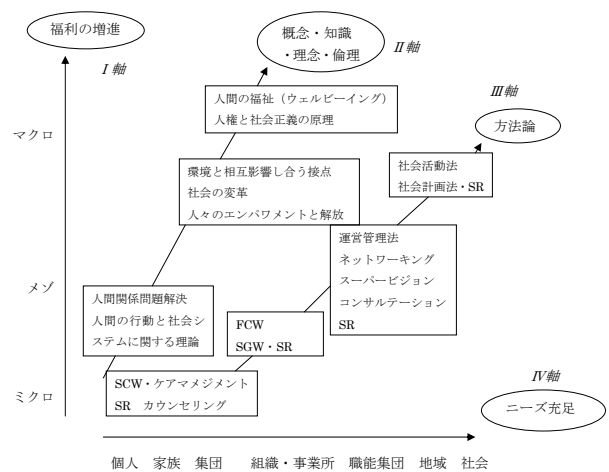 福利の増進
Ⅰ軸
概念・知識
・理念・倫理
Ⅱ軸
人間の福祉（ウェルビーイング）
人権と社会正義の原理
Ⅲ軸
方法論
マクロ
環境と相互影響し合う接点
社会の変革
人々のエンパワメントと解放
社会活動法
社会計画法・SR
運営管理法
ネットワーキング
スーパービジョン
コンサルテーション
SR
メゾ
人間関係問題解決
人間の行動と社会シ
ステムに関する理論
FCW
SGW・SR
ミクロ
SCW・ケアマメジメント
SR カウンセリング
Ⅳ軸
ニーズ充足
個人 家族 集団 組織・事業所 職能集団 地域 社会